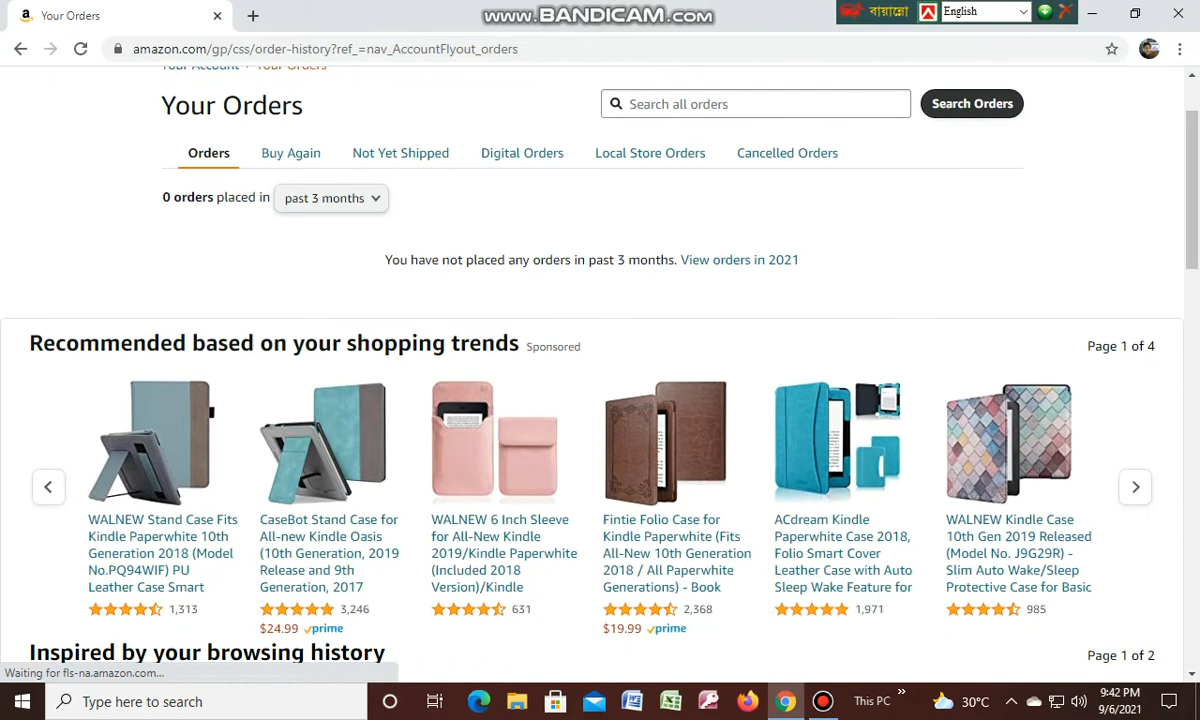 Your Orders
WWW.BANDICAM.COM
বায়ান্নো
English
amazon.com/gp/css/order-history?ref_=nav_AccountFlyout_orders
Your Account › Your Orders
Your Orders
Search all orders
Search Orders
Orders Buy Again Not Yet Shipped Digital Orders Local Store Orders Cancelled Orders
0 orders placed in past 3 months
You have not placed any orders in past 3 months. View orders in 2021
Recommended based on your shopping trends Sponsored
Page 1 of 4
WALNEW Stand Case Fits
Kindle Paperwhite 10th
Generation 2018 (Model
No.PQ94WIF) PU
Leather Case Smart
1,313
CaseBot Stand Case for
All-new Kindle Oasis
(10th Generation, 2019
Release and 9th
Generation, 2017
3,246
$24.99 prime
WALNEW 6 Inch Sleeve
for All-New Kindle
2019/Kindle Paperwhite
(Included 2018
Version)/Kindle
631
Fintie Folio Case for
Kindle Paperwhite (Fits
All-New 10th Generation
2018 / All Paperwhite
Generations) - Book
2,368
$19.99 prime
ACdream Kindle
Paperwhite Case 2018,
Folio Smart Cover
Leather Case with Auto
Sleep Wake Feature for
1,971
WALNEW Kindle Case
10th Gen 2019 Released
(Model No. J9G29R) -
Slim Auto Wake/Sleep
Protective Case for Basic
985
Inspired by your browsing history
Page 1 of 2
Waiting for fls-na.amazon.com...
Type here to search
This PC
30°C
9:42 PM
9/6/2021